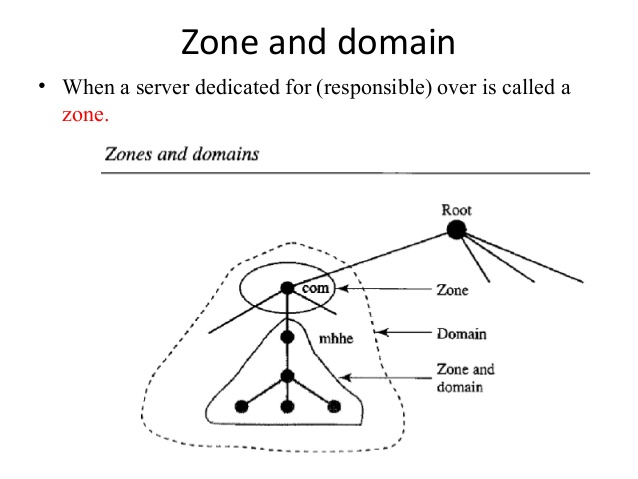 Zone and domain
• When a server dedicated for (responsible) over is called a
zone.
Zones and domains
Root
com
Zone
mhhe
Domain
Zone and
domain